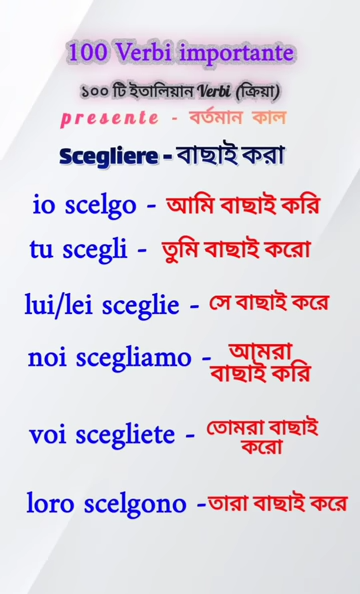 100 Verbi importante
১০০ টি ইতালিয়ান Verbi (ক্রিয়া)
presente - বর্তমান কাল
Scegliere - বাছাই করা
io scelgo - আমি বাছাই করি
tu scegli - তুমি বাছাই করো
lui/lei sceglie - সে বাছাই করে
noi scegliamo - আমরা
বাছাই করি
voi scegliete - তোমরা বাছাই
করো
loro scelgono - তারা বাছাই করে